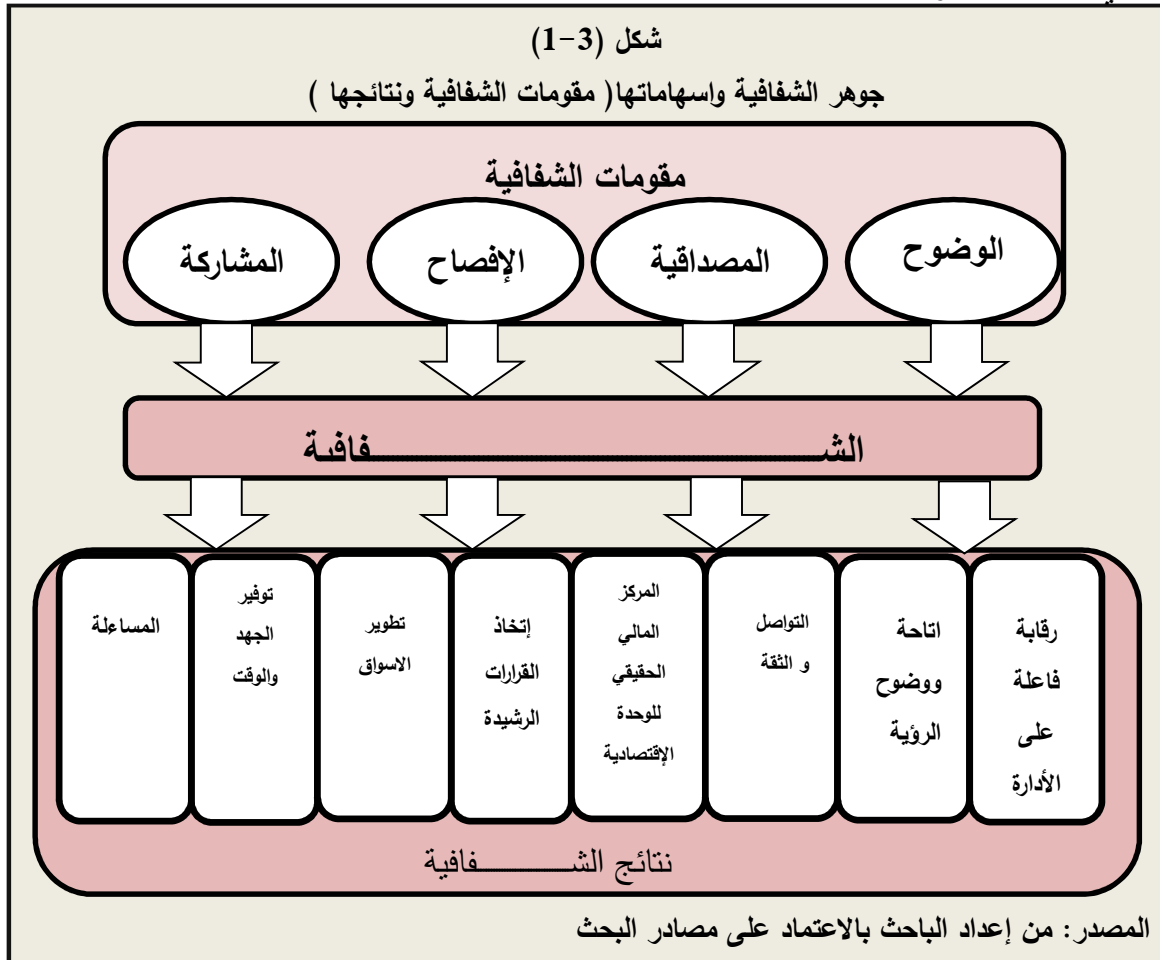 شكل (3-1)
جوهر الشفافية واسهاماتها( مقومات الشفافية ونتائجها )
مقومات الشفافية
الوضوح
المصداقية
الإفصاح
المشاركة
الشـــــــــــــــــــــــــــــــــفافية
رقابة
فاعلة
على
الأدارة
اتاحة
ووضوح
الرؤية
التواصل
و الثقة
المركز
المالي
الحقيقي
للوحدة
الإقتصادية
إتخاذ
القرارات
الرشيدة
تطوير
الاسواق
توفير
الجهد
والوقت
المساءلة
نتائج الشـــــــــفافية
المصدر: من إعداد الباحث بالاعتماد على مصادر البحث